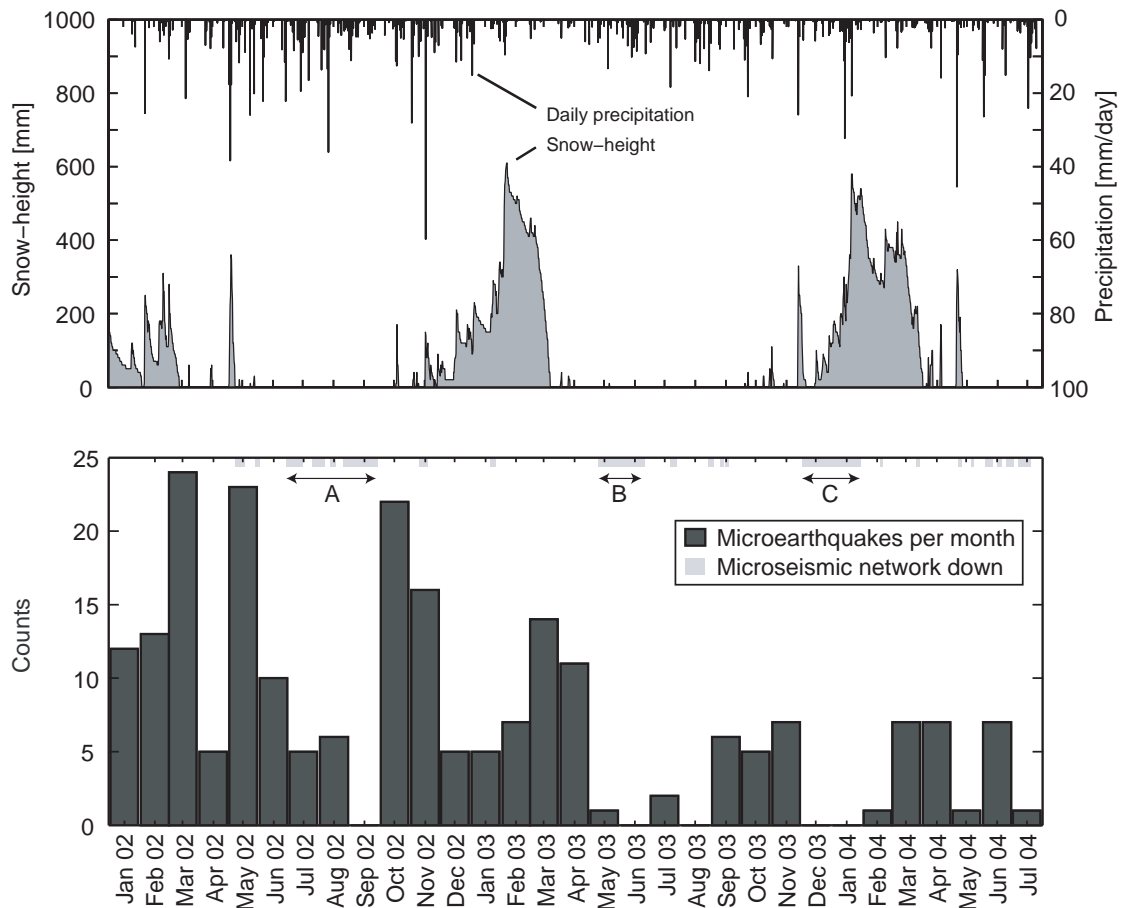 1000
800
600
400
200
0
Snow–height [mm]
0
20
40
60
80
100
Precipitation [mm/day]
Daily precipitation
Snow–height
25
20
15
10
5
0
Counts
A
B
C
Microearthquakes per month
Microseismic network down
Jan 02
Feb 02
Mar 02
Apr 02
May 02
Jun 02
Jul 02
Aug 02
Sep 02
Oct 02
Nov 02
Dec 02
Jan 03
Feb 03
Mar 03
Apr 03
May 03
Jun 03
Jul 03
Aug 03
Sep 03
Oct 03
Nov 03
Dec 03
Jan 04
Feb 04
Mar 04
Apr 04
May 04
Jun 04
Jul 04